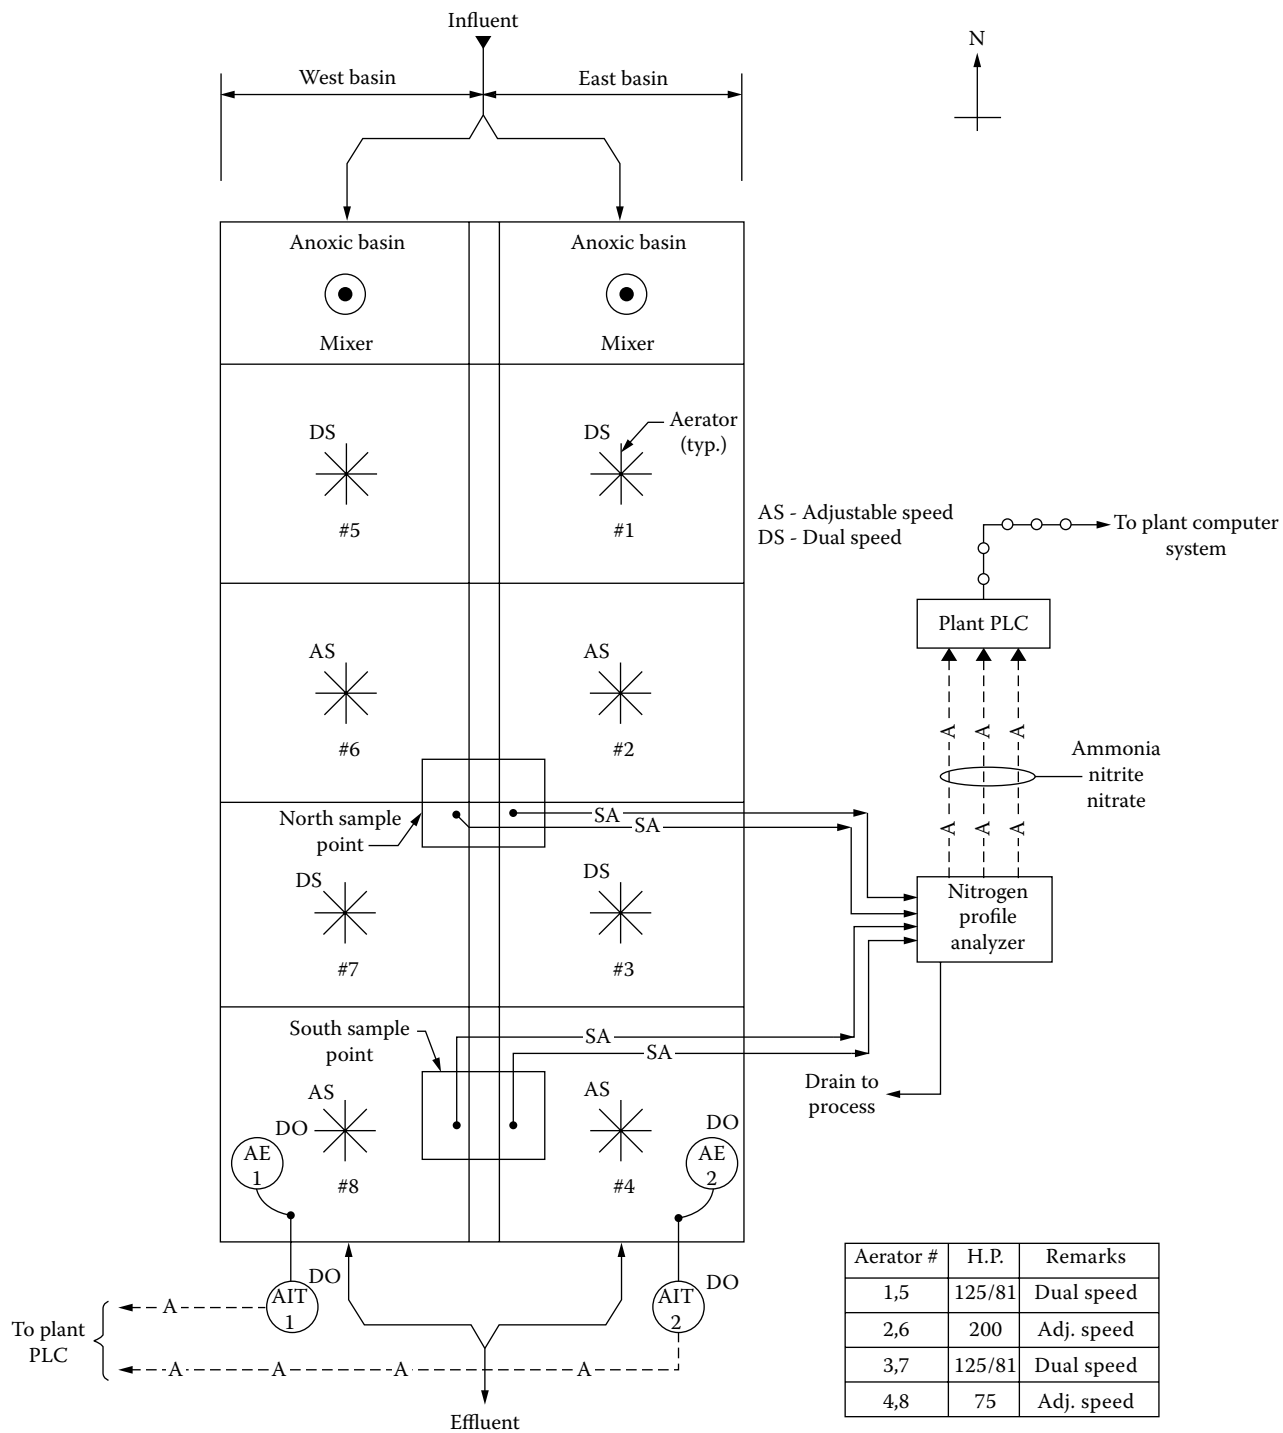 Influent
West basin
East basin
N
Anoxic basin
Anoxic basin
Mixer
Mixer
DS
DS
Aerator
(typ.)
#5
#1
AS - Adjustable speed
DS - Dual speed
To plant computer
system
Plant PLC
AS
AS
#6
#2
A
A
A
Ammonia
nitrite
nitrate
North sample
point
SA
SA
A
A
A
DS
DS
Nitrogen
profile
analyzer
#7
#3
South sample
point
SA
SA
Drain to
process
AS
AS
DO
DO
AE
1
AE
2
#8
#4
DO
DO
AIT
1
AIT
2
A
To plant
PLC
A
A
A
A
Effluent
Aerator # H.P. Remarks
1,5 125/81 Dual speed
2,6 200 Adj. speed
3,7 125/81 Dual speed
4,8 75 Adj. speed